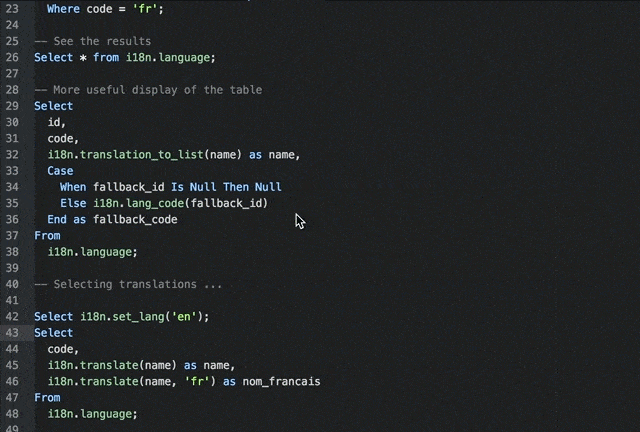 23 Where code = 'fr';
24
25 -- See the results
26 Select * from i18n.language;
27
28 -- More useful display of the table
29 Select
30 id,
31 code,
32 i18n.translation_to_list(name) as name,
33 Case
34 When fallback_id Is Null Then Null
35 Else i18n.lang_code(fallback_id)
36 End as fallback_code
37 From
38 i18n.language;
39
40 -- Selecting translations ...
41
42 Select i18n.set_lang('en');
43 Select
44 code,
45 i18n.translate(name) as name,
46 i18n.translate(name, 'fr') as nom_francais
47 From
48 i18n.language;
49